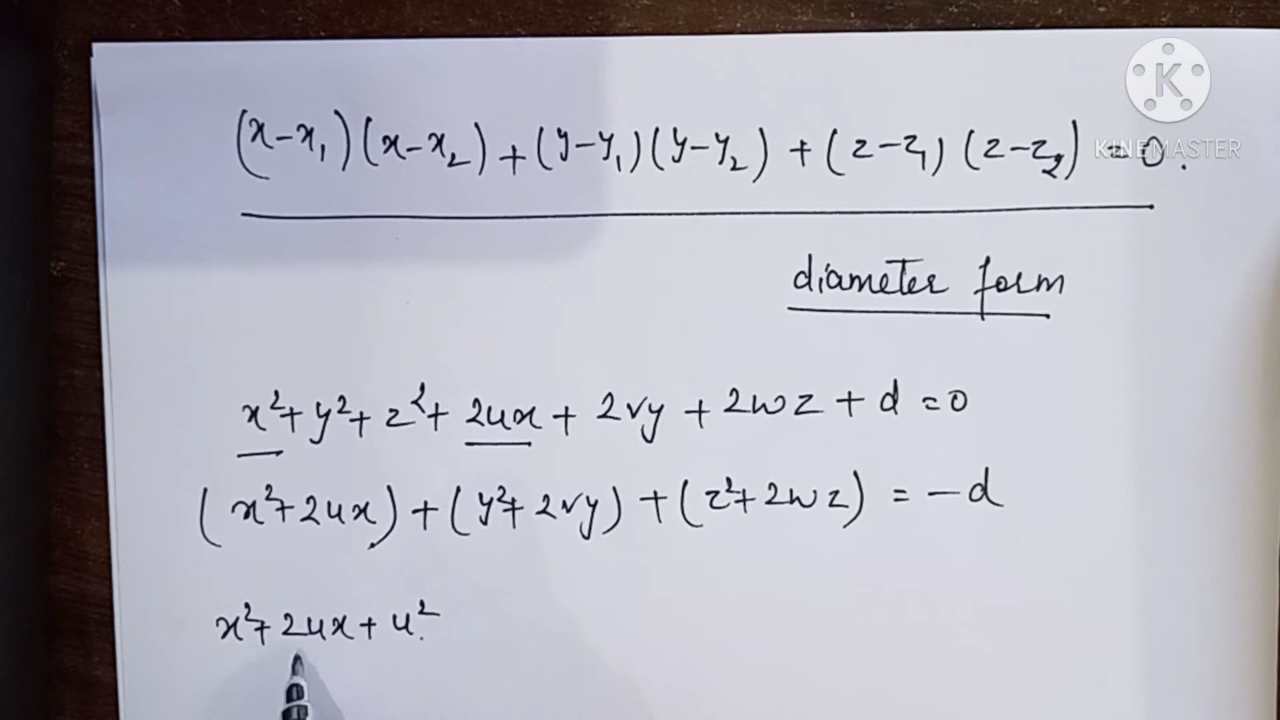 (x-x₁)(x-x₂)+(y-y₁)(y-y₂)+(z-z₁)(z-z₂)=0.
K
KINEMASTER
diameter form
x²+y²+z²+2ux+2vy+2wz+d=0
(x²+2ux)+(y²+2vy)+(z²+2wz)=-d
x²+2ux+u².